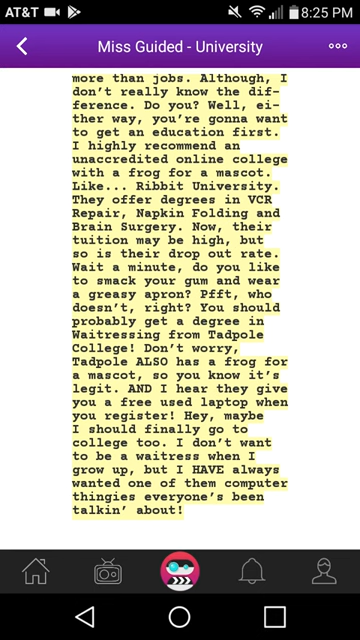 AT&T 8:25 PM
Miss Guided - University
more than jobs. Although, I
don't really know the dif-
ference. Do you? Well, ei-
ther way, you're gonna want
to get an education first.
I highly recommend an
unaccredited online college
with a frog for a mascot.
Like... Ribbit University.
They offer degrees in VCR
Repair, Napkin Folding and
Brain Surgery. Now, their
tuition may be high, but
so is their drop out rate.
Wait a minute, do you like
to smack your gum and wear
a greasy apron? Pfft, who
doesn't, right? You should
probably get a degree in
Waitressing from Tadpole
College! Don't worry,
Tadpole ALSO has a frog for
a mascot, so you know it's
legit. AND I hear they give
you a free used laptop when
you register! Hey, maybe
I should finally go to
college too. I don't want
to be a waitress when I
grow up, but I HAVE always
wanted one of them computer
thingies everyone's been
talkin' about!